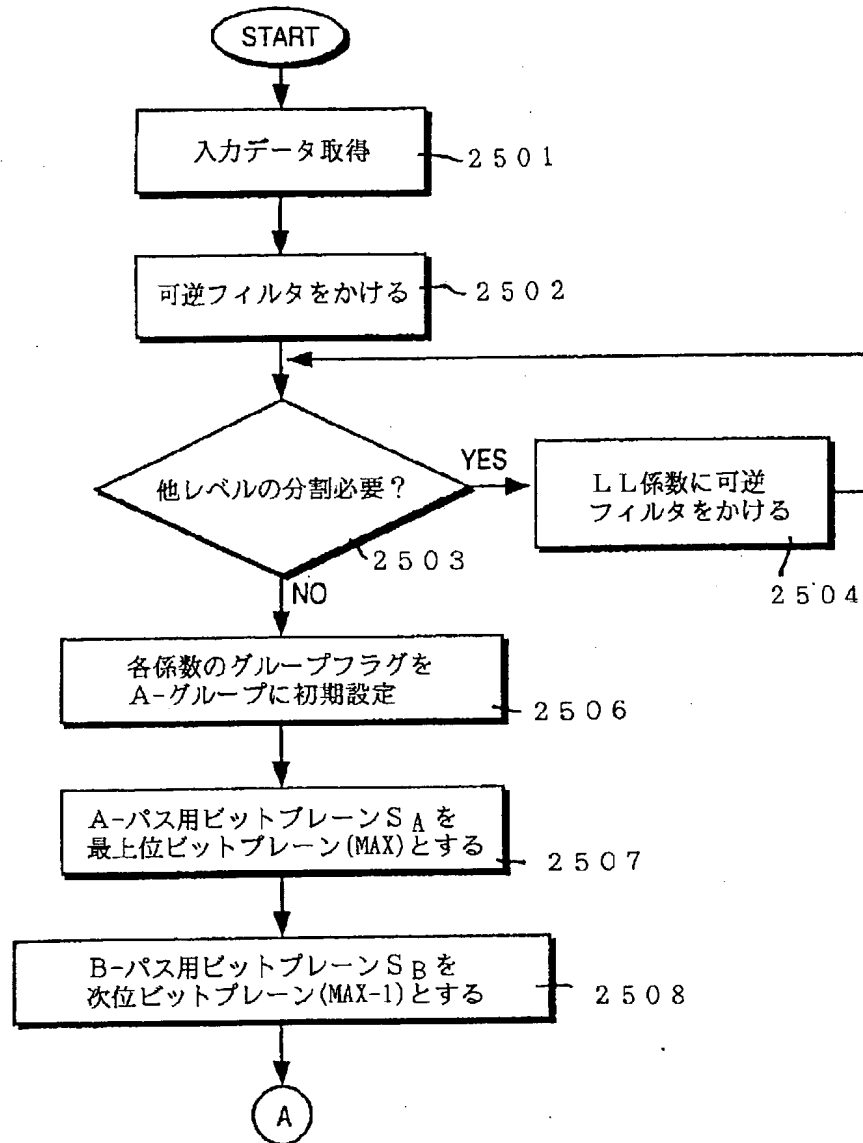 START
入力データ取得
2501
可逆フィルタをかける
2502
他レベルの分割必要?
YES
2503
NO
LL係数に可逆
フィルタをかける
2504
各係数のグループフラグを
A-グループに初期設定
2506
A-パス用ビットプレーンS A を
最上位ビットプレーン(MAX)とする
2507
B-パス用ビットプレーンS B を
次位ビットプレーン(MAX-1)とする
2508
A